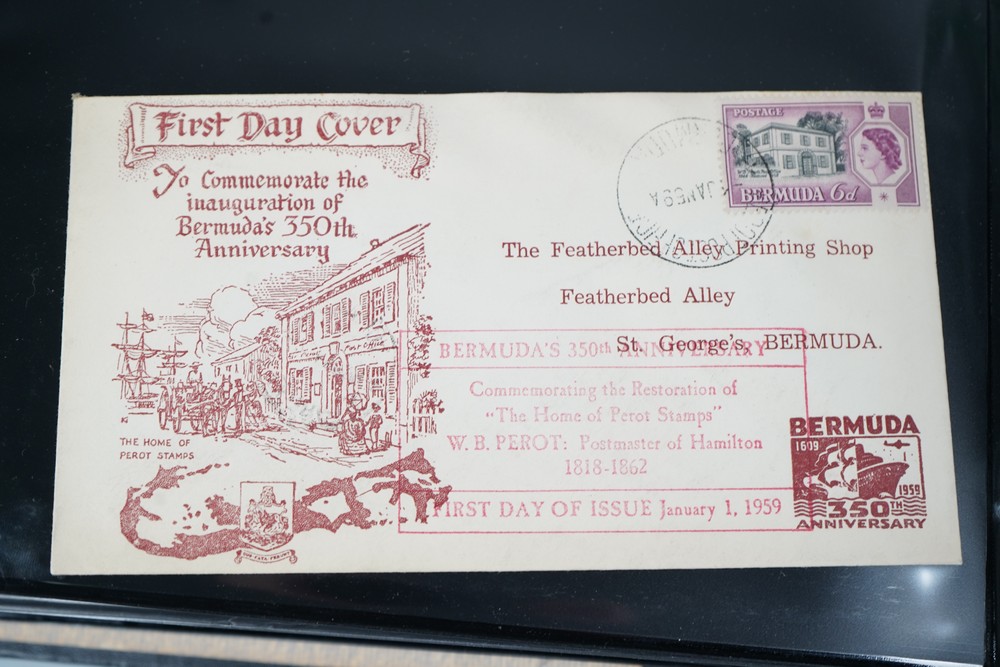 First Day Cover
To Commemorate the
inauguration of
Bermuda's 350th
Anniversary
POST OFFICE
THE HOME OF
PEROT STAMPS
POSTAGE
BERMUDA 6d
JAN 59
The Featherbed Alley Printing Shop
Featherbed Alley
St. George's, BERMUDA.
BERMUDA'S 350th ANNIVERSARY
Commemorating the Restoration of
"The Home of Perot Stamps"
W. B. PEROT: Postmaster of Hamilton
1818-1862
FIRST DAY OF ISSUE January 1, 1959
BERMUDA
1609
1959
350TH
ANNIVERSARY